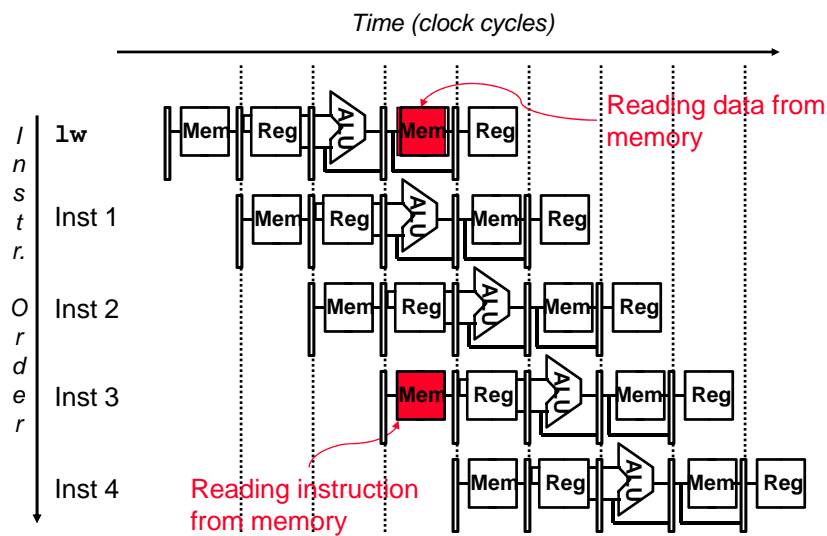 Time (clock cycles)
Instr. Order
lw
Mem Reg ALU Mem Reg
Reading data from
memory
Inst 1
Mem Reg ALU Mem Reg
Inst 2
Mem Reg ALU Mem Reg
Inst 3
Mem Reg ALU Mem Reg
Inst 4
Mem Reg ALU Mem Reg
Reading instruction
from memory